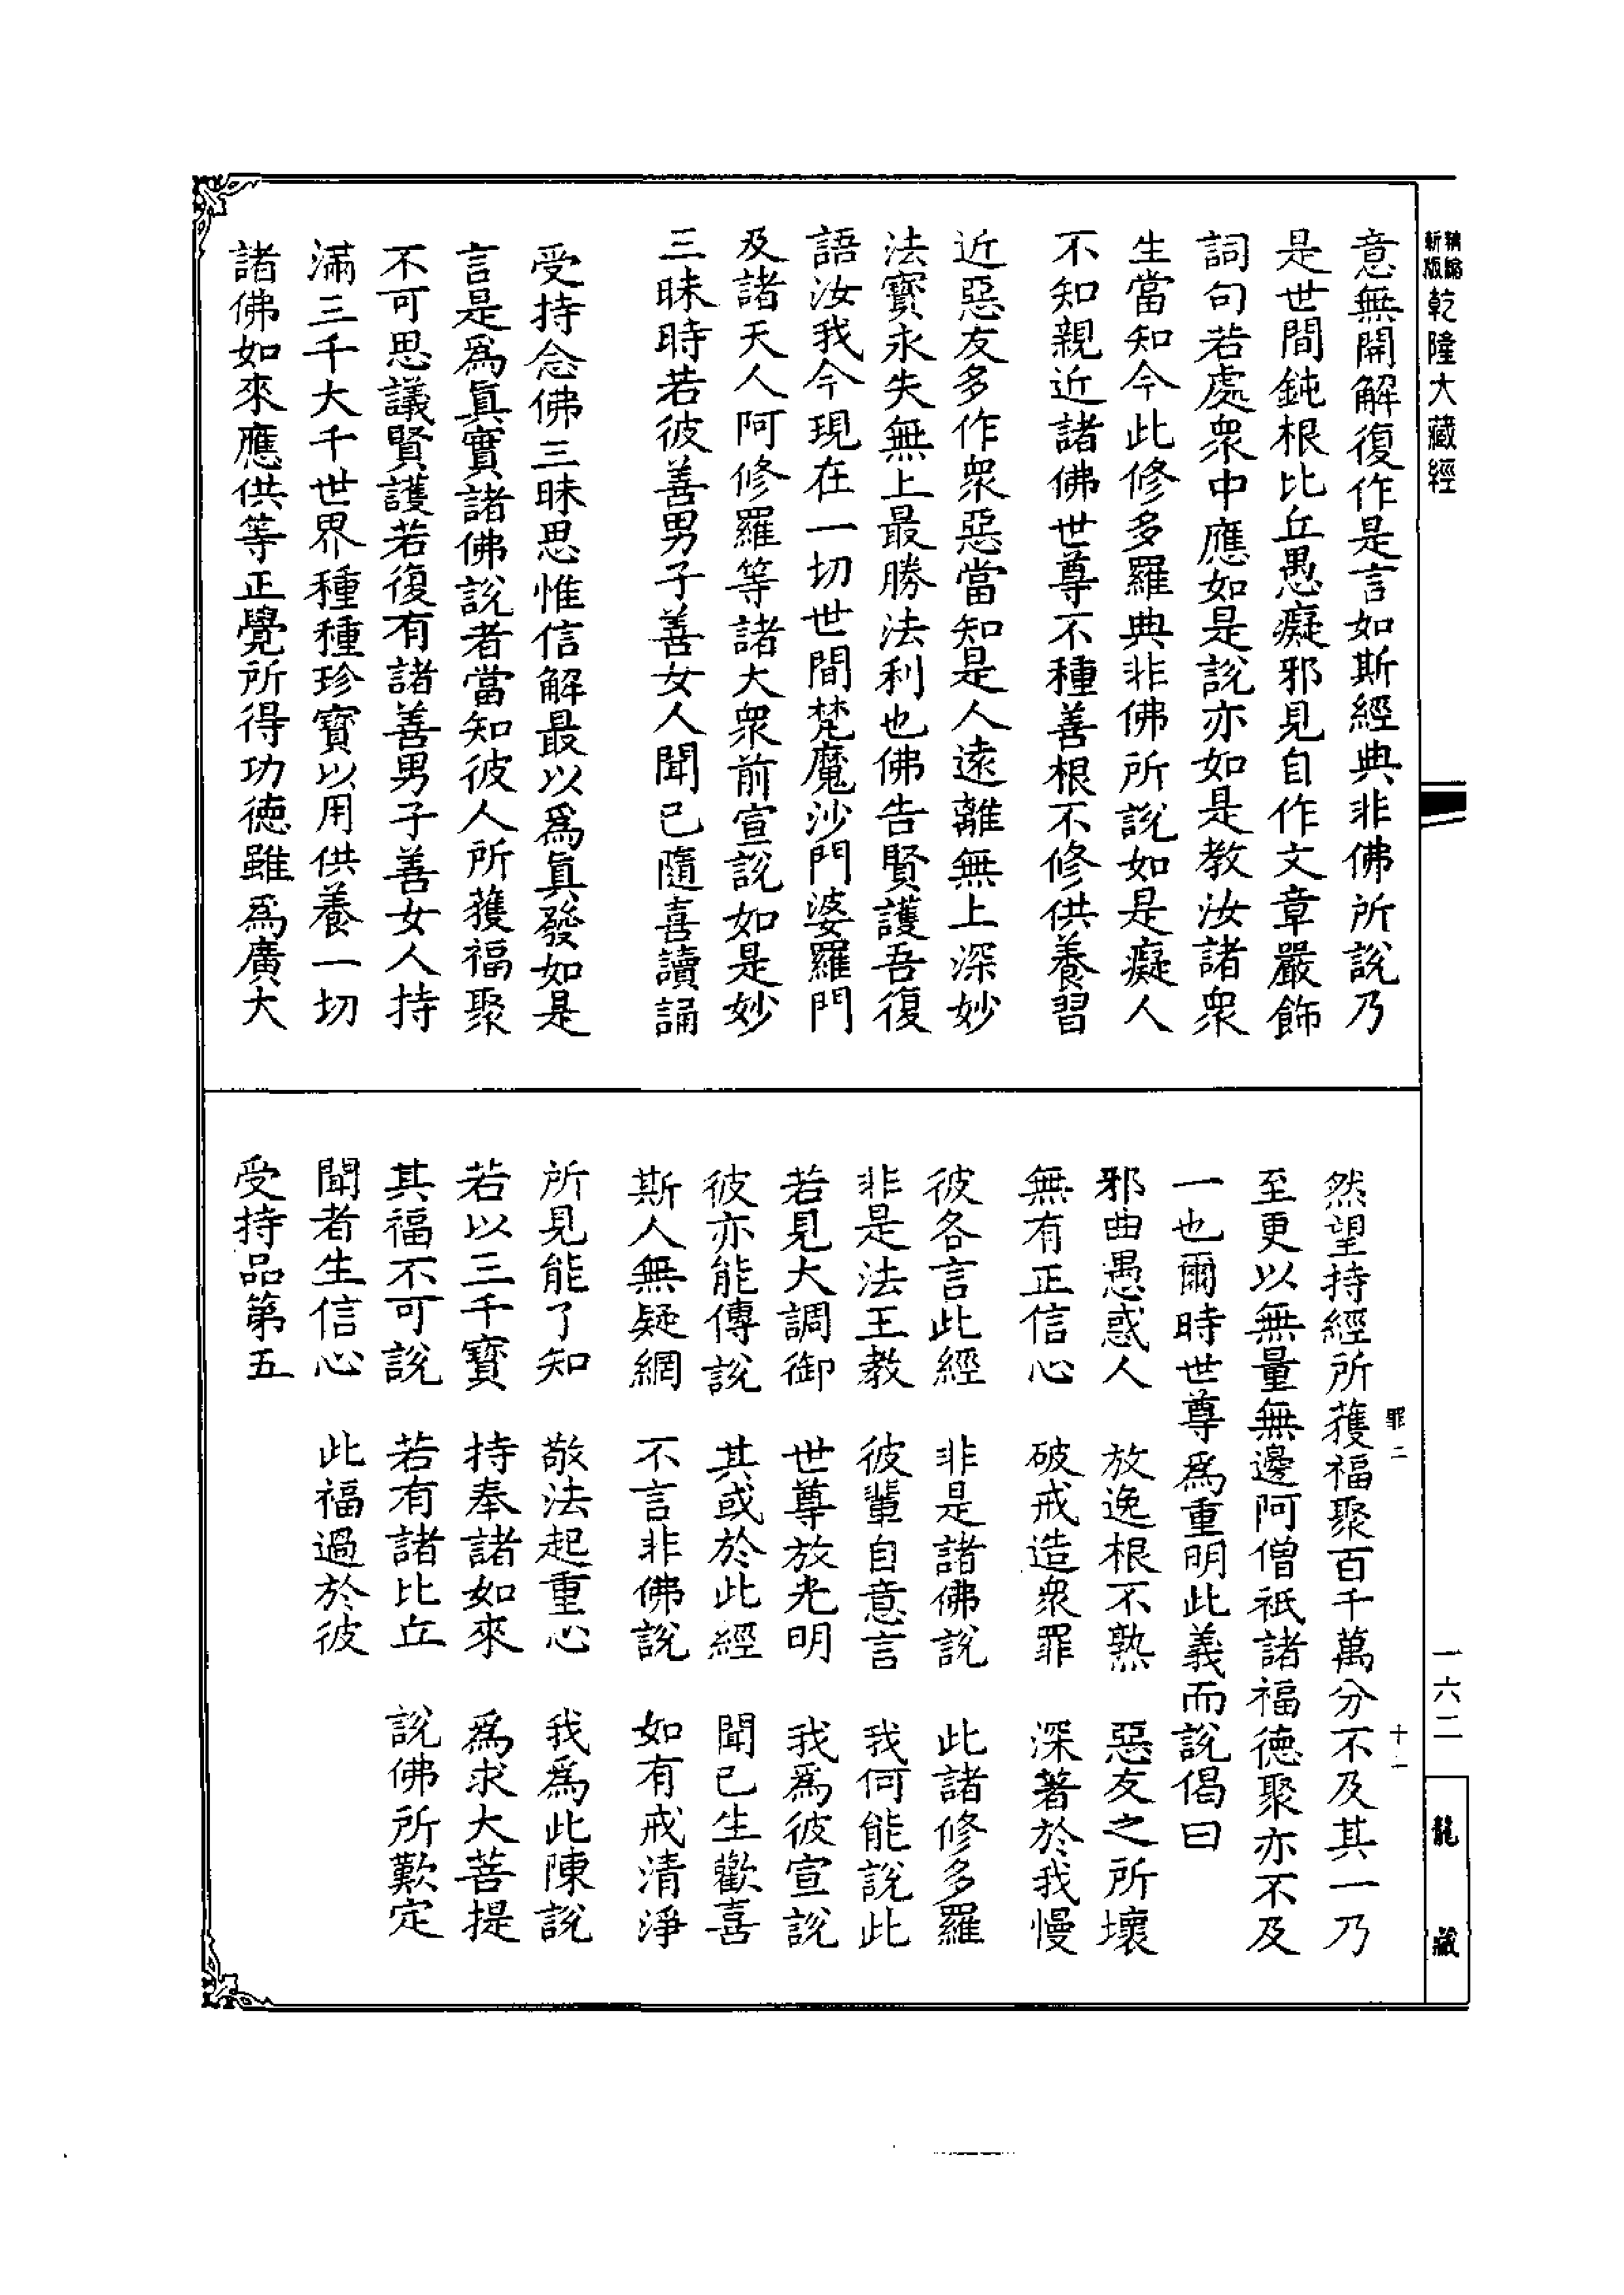 精縮新版乾隆大藏經
意無開解復作是言如斯經典非佛所說乃
是世間鈍根比丘愚癡邪見自作文章嚴飾
詞句若處眾中應如是說亦如是教汝諸眾
生當知今此修多羅典非佛所說如是癡人
不知親近諸佛世尊不種善根不修供養習
近惡友多作眾惡當知是人遠離無上深妙
法寶永失無上最勝法利也佛告賢護吾復
語汝我今現在一切世間梵魔沙門婆羅門
及諸天人阿修羅等諸大眾前宣說如是妙
三昧時若彼善男子善女人聞已隨喜讀誦
受持念佛三昧思惟信解最以為真發如是
言是為真實諸佛說者當知彼人所獲福聚
不可思議賢護若復有諸善男子善女人持
滿三千大千世界種種珍寶以用供養一切
諸佛如來應供等正覺所得功德雖為廣大
罪二 十一
然望持經所獲福聚百千萬分不及其一乃
至更以無量無邊阿僧祇諸福德聚亦不及
一也爾時世尊為重明此義而說偈曰
邪曲愚惑人 放逸根不熟 惡友之所壞
無有正信心 破戒造眾罪 深著於我慢
彼各言此經 非是諸佛說 此諸修多羅
非是法王教 彼輩自意言 我何能說此
若見大調御 世尊放光明 我為彼宣說
彼亦能傳說 其或於此經 聞已生歡喜
斯人無疑網 不言非佛說 如有戒清淨
所見能了知 敬法起重心 我為此陳說
若以三千寶 持奉諸如來 為求大菩提
其福不可說 若有諸比丘 說佛所歎定
聞者生信心 此福過於彼
受持品第五
一六二
龍藏